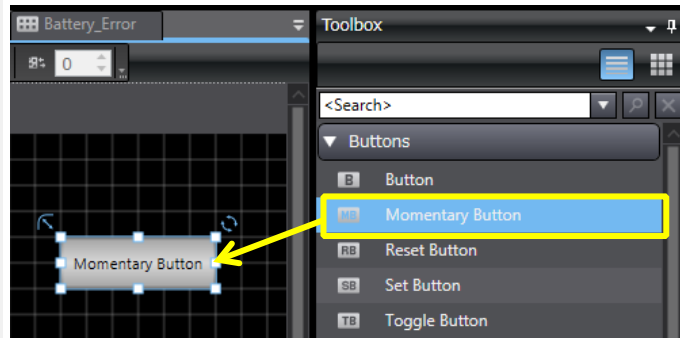 Battery_Error
Toolbox
0
<Search>
Buttons
B Button
MB Momentary Button
RB Reset Button
SB Set Button
TB Toggle Button
Momentary Button